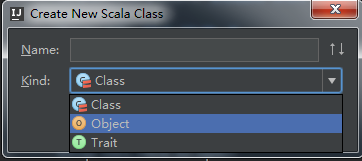 Create New Scala Class
Name:
Kind: Class
Class
Object
Trait